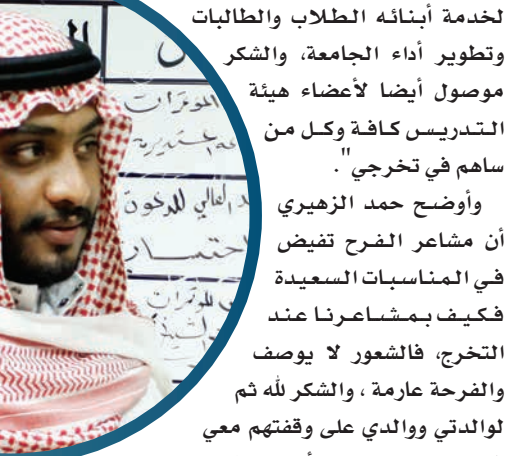 لخدمة أبنائه الطلاب والطالبات
وتطوير أداء الجامعة، والشكر
موصول أيضا لأعضاء هيئة
التدريس كافة وكل من
ساهم في تخرجي".
وأوضح حمد الزهيري
أن مشاعر الفرح تفيض
في المناسبات السعيدة
فكيف بمشاعرنا عند
التخرج، فالشعور لا يوصف
والفرحة عارمة ، والشكر لله ثم
لوالدتي ووالدي على وقفتهم معي